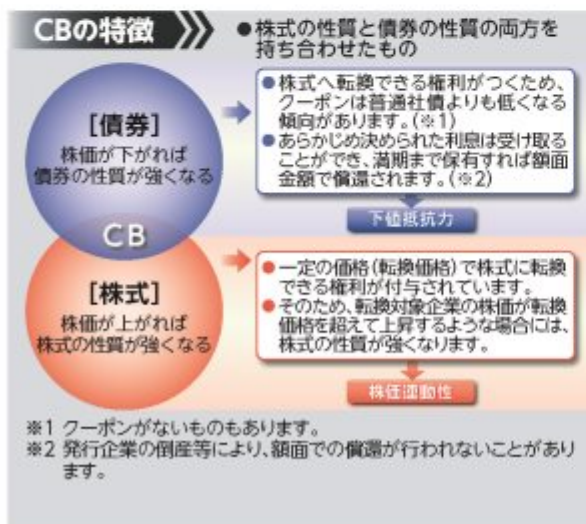 CBの特徴
●株式の性質と債券の性質の両方を
持ち合わせたもの
[債券]
株価が下がれば
債券の性質が強くなる
●株式へ転換できる権利がつくため、
クーポンは普通社債よりも低くなる
傾向があります。(※1)
●あらかじめ決められた利息は受け取る
ことができ、満期まで保有すれば額面
金額で償還されます。(※2)
下値抵抗力
CB
[株式]
株価が上がれば
株式の性質が強くなる
●一定の価格(転換価格)で株式に転換
できる権利が付与されています。
●そのため、転換対象企業の株価が転換
価格を超えて上昇するような場合には、
株式の性質が強くなります。
株価連動性
※1 クーポンがないものもあります。
※2 発行企業の倒産等により、額面での償還が行われないことがあり
ます。